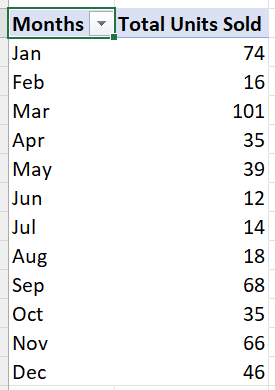 Months Total Units Sold
Jan 74
Feb 16
Mar 101
Apr 35
May 39
Jun 12
Jul 14
Aug 18
Sep 68
Oct 35
Nov 66
Dec 46